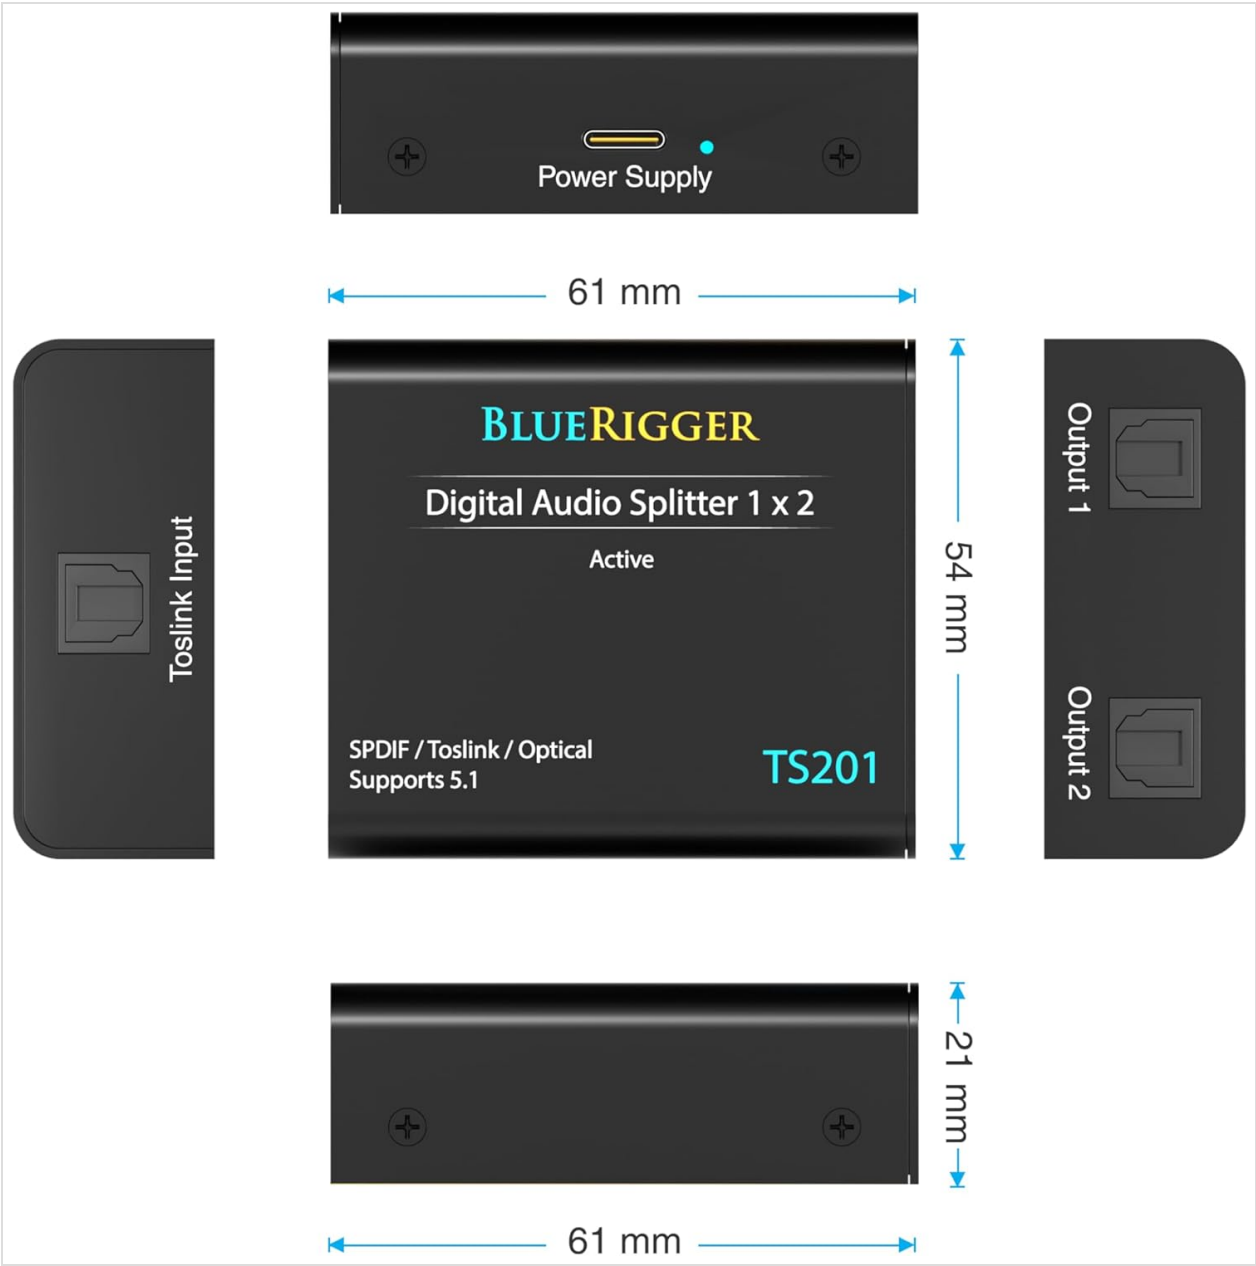 Power Supply
61 mm
BLUERIGGER
Digital Audio Splitter 1 x 2
Active
SPDIF / Toslink / Optical
Supports 5.1
TS201
Toslink Input
54 mm
Output 1
Output 2
21 mm
61 mm